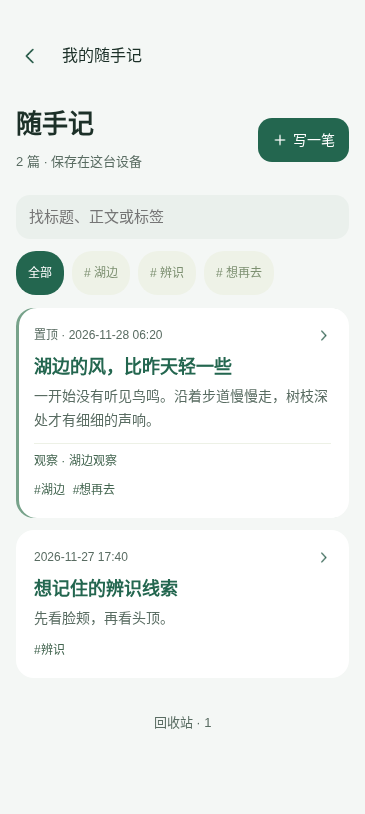 我的随手记
随手记
2 篇 · 保存在这台设备
写一笔
找标题、正文或标签
全部
# 湖边
# 辨识
# 想再去
置顶 · 2026-11-28 06:20
湖边的风，比昨天轻一些
一开始没有听见鸟鸣。沿着步道慢慢走，树枝深
处才有细细的声响。
观察 · 湖边观察
#湖边 #想再去
2026-11-27 17:40
想记住的辨识线索
先看脸颊，再看头顶。
#辨识
回收站 · 1